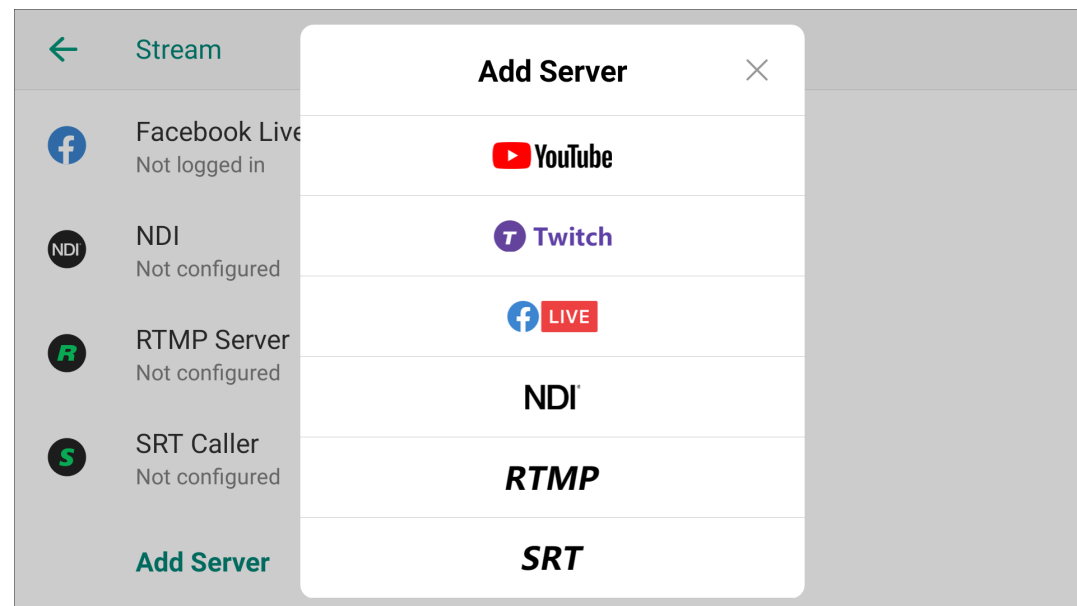 Stream
Facebook Live
Not logged in
NDI
NDI
Not configured
R
RTMP Server
Not configured
S
SRT Caller
Not configured
Add Server
Add Server
YouTube
T Twitch
f LIVE
NDI
RTMP
SRT